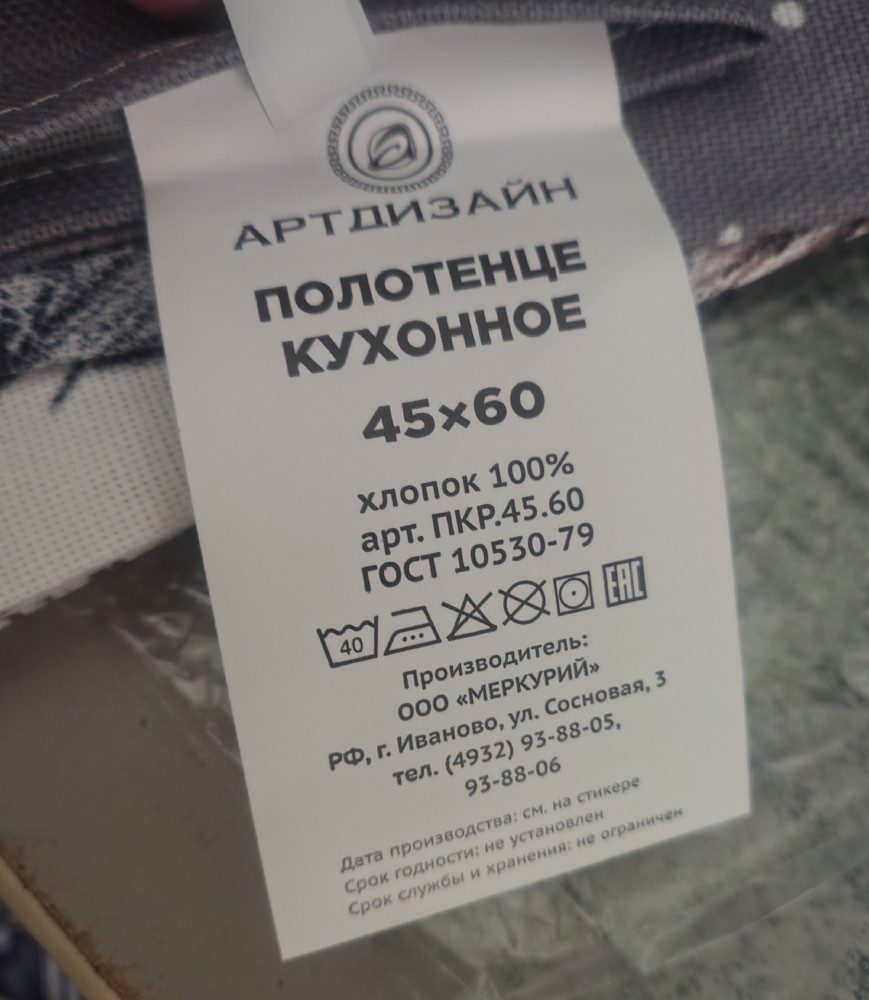 АРТДИЗАЙН
ПОЛОТЕНЦЕ
КУХОННОЕ
45×60
хлопок 100%
арт. ПКР.45.60
ГОСТ 10530-79
40 ЕАС
Производитель:
ООО «МЕРКУРИЙ»
РФ, г. Иваново, ул. Сосновая, 3
тел. (4932) 93-88-05,
93-88-06
Дата производства: см. на стикере
Срок годности: не установлен
Срок службы и хранения: не ограничен